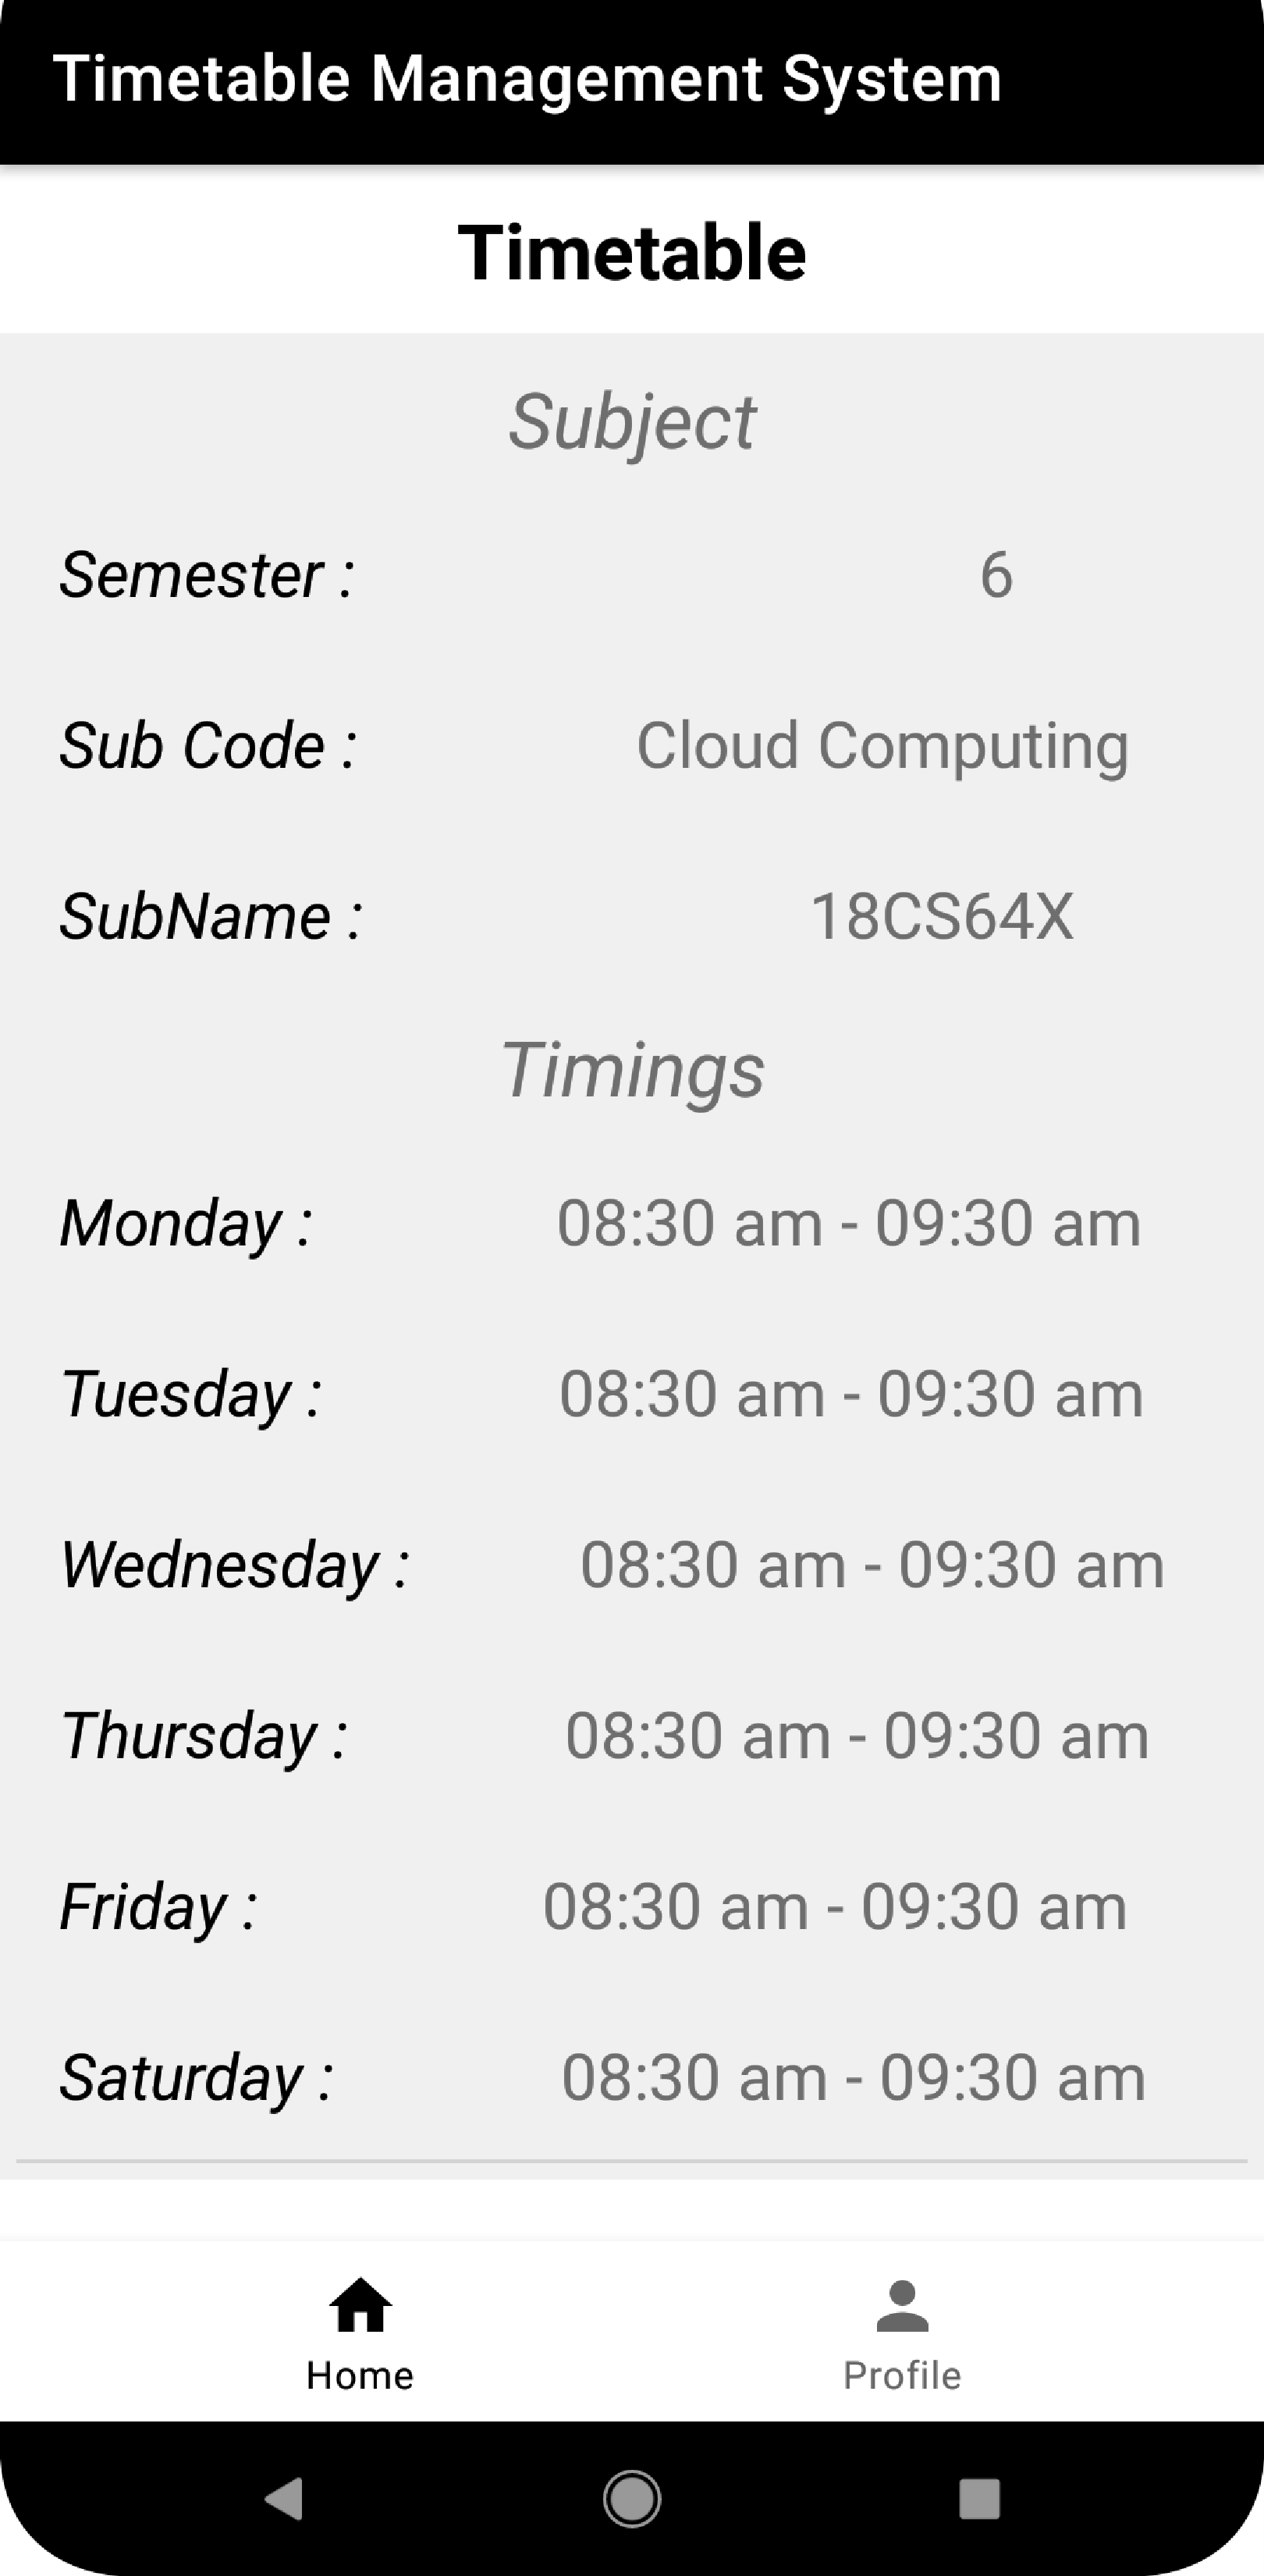 Timetable Management System
Timetable
Subject
Semester : 6
Sub Code : Cloud Computing
SubName : 18CS64X
Timings
Monday : 08:30 am - 09:30 am
Tuesday : 08:30 am - 09:30 am
Wednesday : 08:30 am - 09:30 am
Thursday : 08:30 am - 09:30 am
Friday : 08:30 am - 09:30 am
Saturday : 08:30 am - 09:30 am
Home Profile